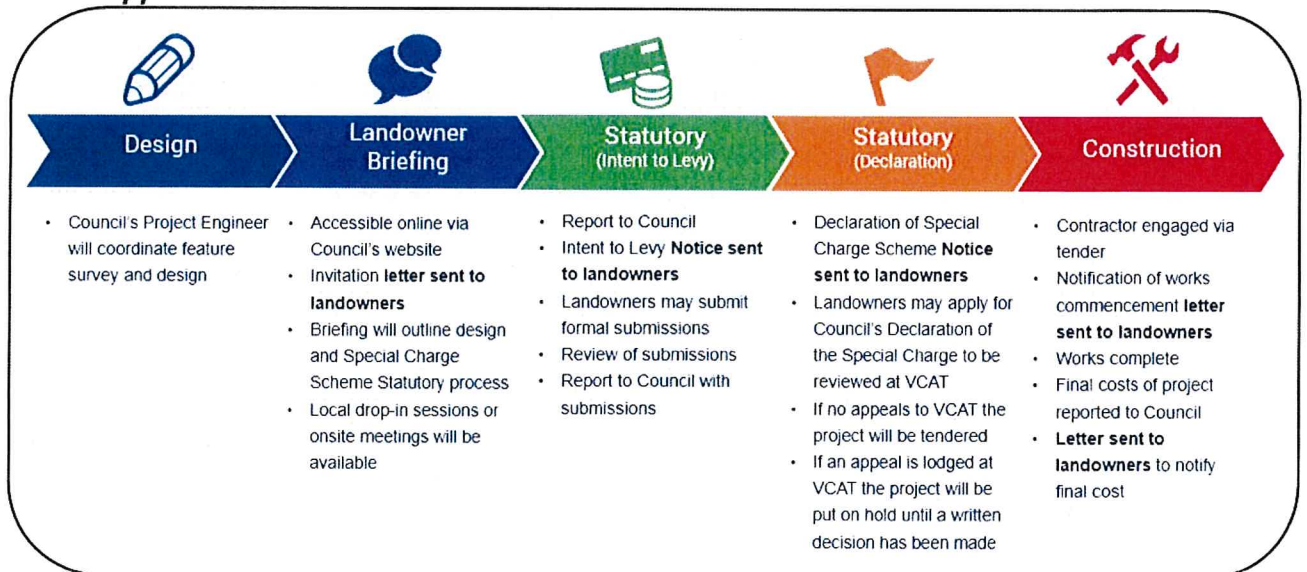 Design
Landowner
Briefing
Statutory
(Intent to Levy)
Statutory
(Declaration)
Construction
• Council's Project Engineer
will coordinate feature
survey and design
• Accessible online via
Council's website
• Invitation letter sent to
landowners
• Briefing will outline design
and Special Charge
Scheme Statutory process
• Local drop-in sessions or
onsite meetings will be
available
• Report to Council
• Intent to Levy Notice sent
to landowners
• Landowners may submit
formal submissions
• Review of submissions
• Report to Council with
submissions
• Declaration of Special
Charge Scheme Notice
sent to landowners
• Landowners may apply for
Council's Declaration of
the Special Charge to be
reviewed at VCAT
• If no appeals to VCAT the
project will be tendered
• If an appeal is lodged at
VCAT the project will be
put on hold until a written
decision has been made
• Contractor engaged via
tender
• Notification of works
commencement letter
sent to landowners
• Works complete
• Final costs of project
reported to Council
• Letter sent to
landowners to notify
final cost